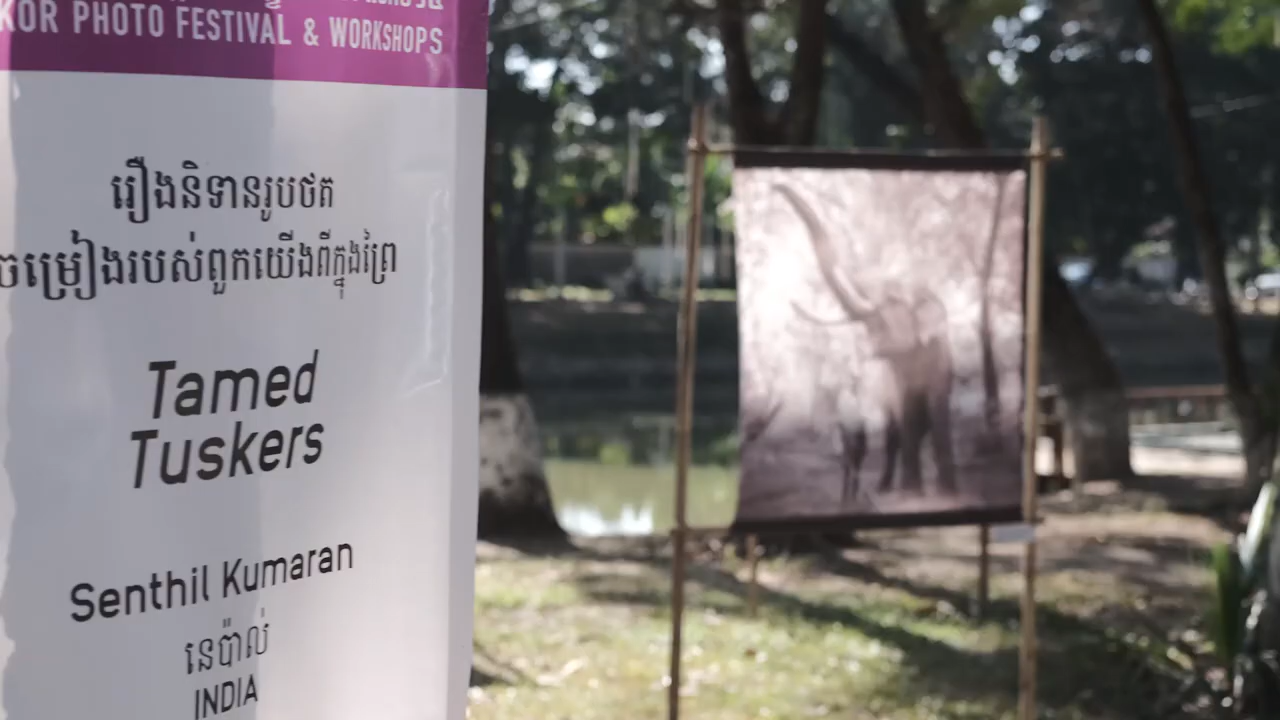 KOR PHOTO FESTIVAL & WORKSHOPS
រឿងនិទានរូបថត
ចម្រៀងរបស់ពួកយើងពីក្នុងព្រៃ
Tamed
Tuskers
Senthil Kumaran
នេប៉ាល់
INDIA